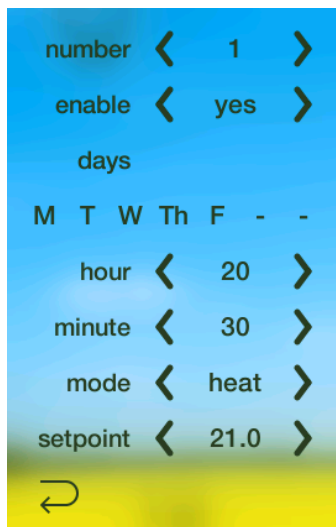 number 1
enable yes
days
M T W Th F - -
hour 20
minute 30
mode heat
setpoint 21.0